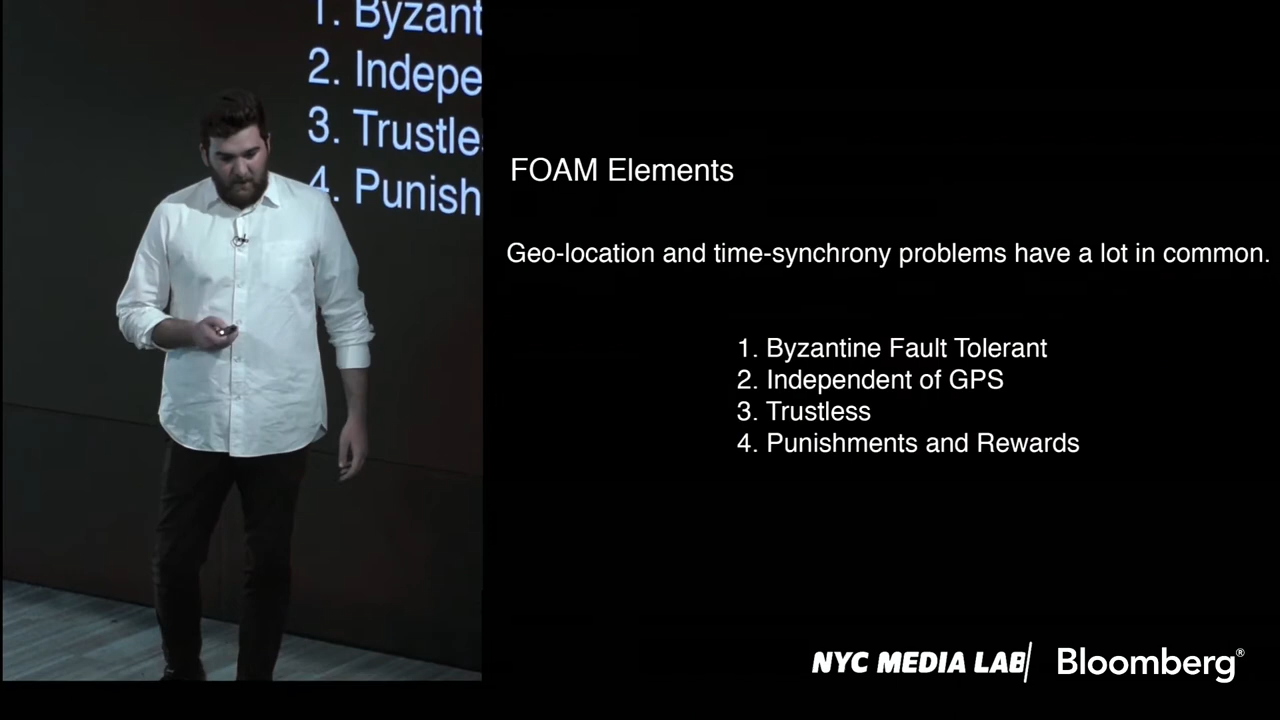 1. Byzant
2. Indepe
3. Trustle
4. Punish
FOAM Elements
Geo-location and time-synchrony problems have a lot in common.
1. Byzantine Fault Tolerant
2. Independent of GPS
3. Trustless
4. Punishments and Rewards
NYC MEDIA LAB
Bloomberg®